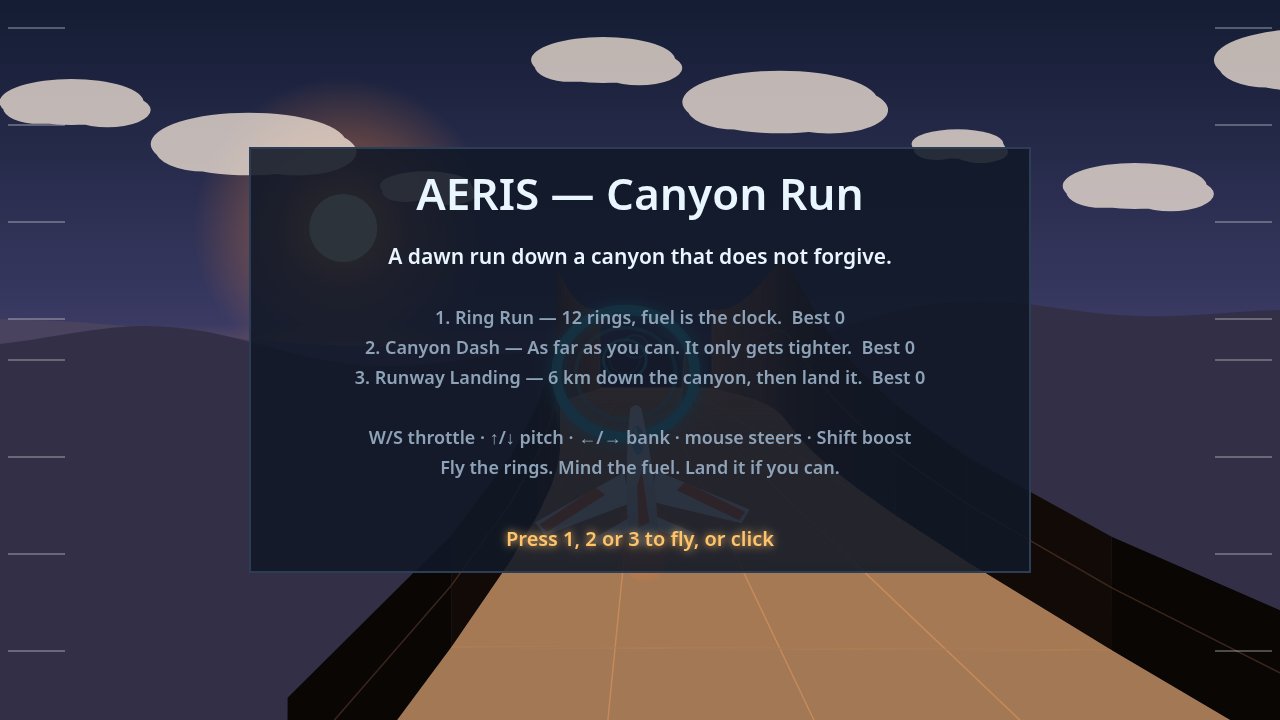 AERIS — Canyon Run
A dawn run down a canyon that does not forgive.
1. Ring Run — 12 rings, fuel is the clock.  Best 0
2. Canyon Dash — As far as you can. It only gets tighter.  Best 0
3. Runway Landing — 6 km down the canyon, then land it.  Best 0
W/S throttle · ↑/↓ pitch · ←/→ bank · mouse steers · Shift boost
Fly the rings. Mind the fuel. Land it if you can.
Press 1, 2 or 3 to fly, or click